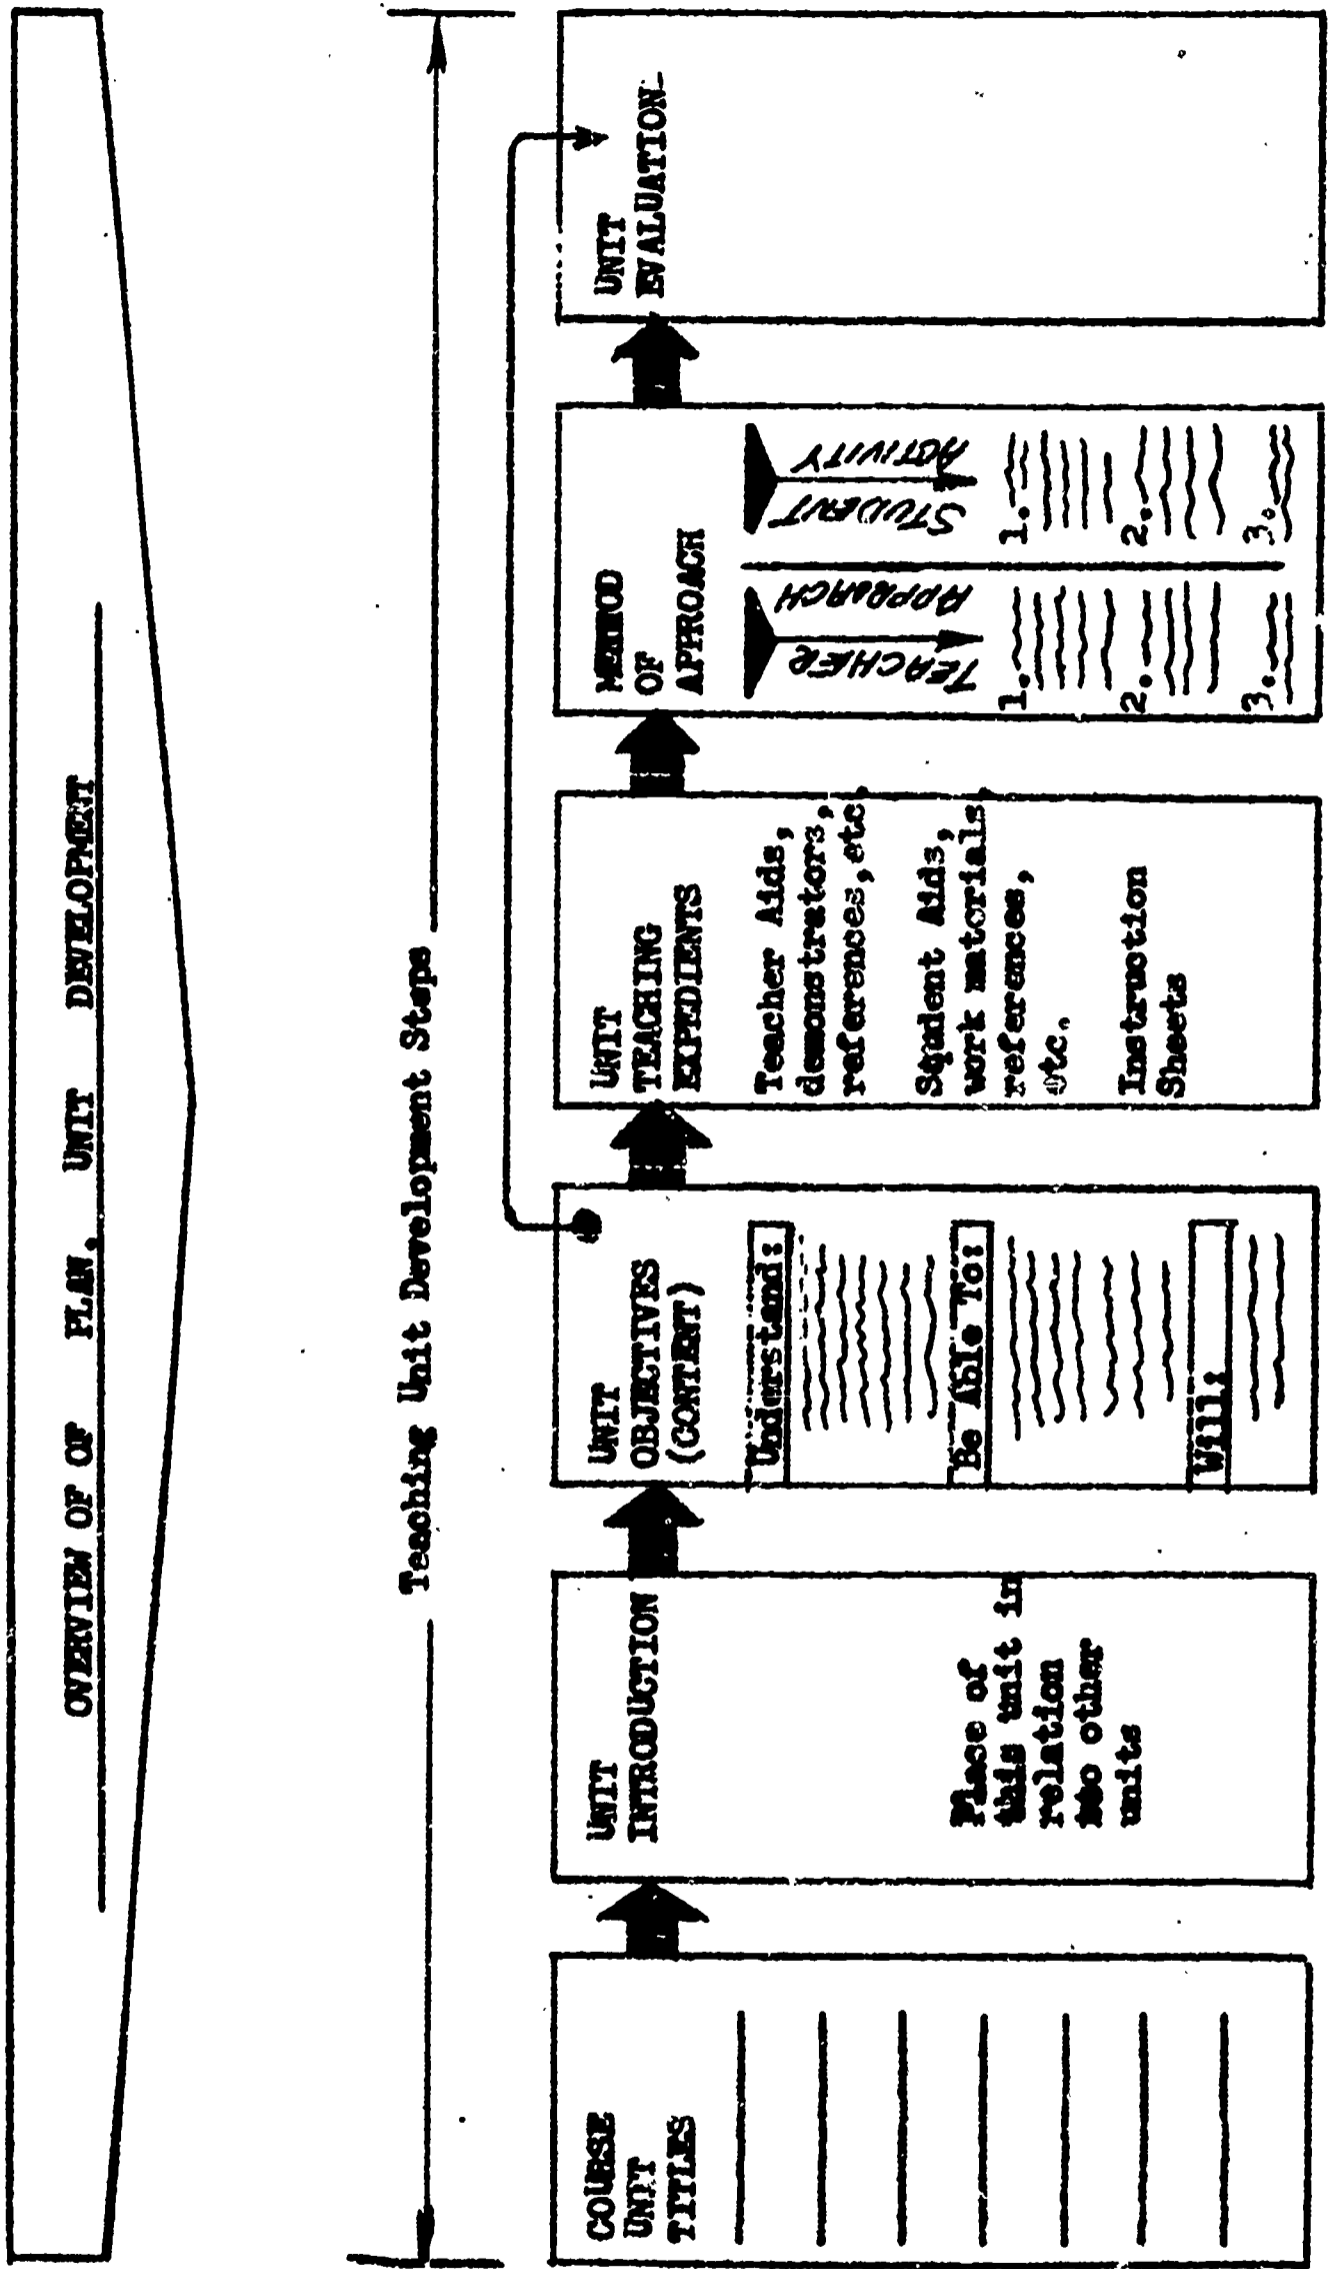 OVERVIEW OF OF PLAN. UNIT DEVELOPMENT
Teaching Unit Development Steps
COURSE
UNIT
TITLES
UNIT
INTRODUCTION
Place of
this unit in
relation
to other
units
UNIT
OBJECTIVES
(CONTENT)
Understand:
Be Able To:
Will:
UNIT
TEACHING
EXPEDIENTS
Teacher Aids,
demonstrators,
references,etc.
Squdent Aids,
work materials,
references,
etc.
Instruction
Sheets
METHOD
OF
APPROACH
TEACHER APPROACH
1.
2.
3.
STUDENT ACTIVITY
1.
2.
3.
UNIT
EVALUATION